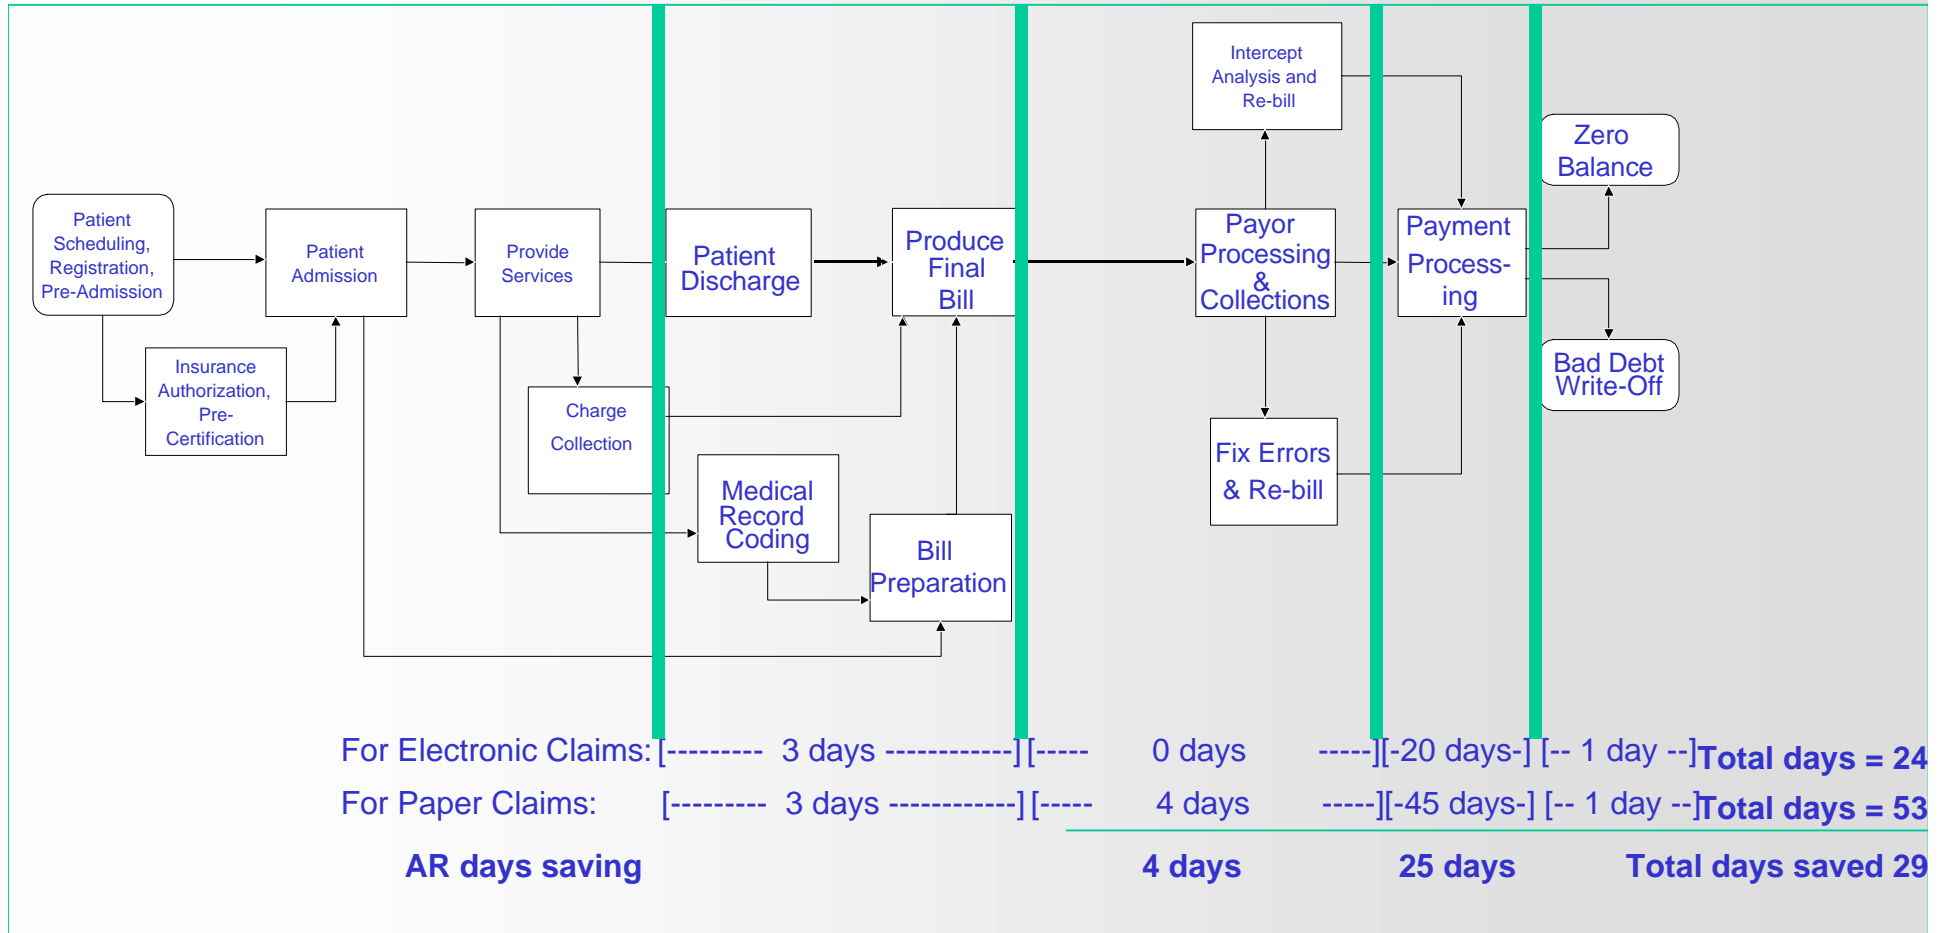 Patient
Scheduling,
Registration,
Pre-Admission
Insurance
Authorization,
Pre-
Certification
Patient
Admission
Provide
Services
Charge
Collection
Patient
Discharge
Medical
Record
Coding
Bill
Preparation
Produce
Final
Bill
Intercept
Analysis and
Re-bill
Payor
Processing
&
Collections
Fix Errors
& Re-bill
Payment
Process-
ing
Zero
Balance
Bad Debt
Write-Off
For Electronic Claims: [--------- 3 days ------------] [----- 0 days -----][-20 days-] [-- 1 day --] Total days = 24
For Paper Claims: [--------- 3 days ------------] [----- 4 days -----][-45 days-] [-- 1 day --] Total days = 53
AR days saving 4 days 25 days Total days saved 29